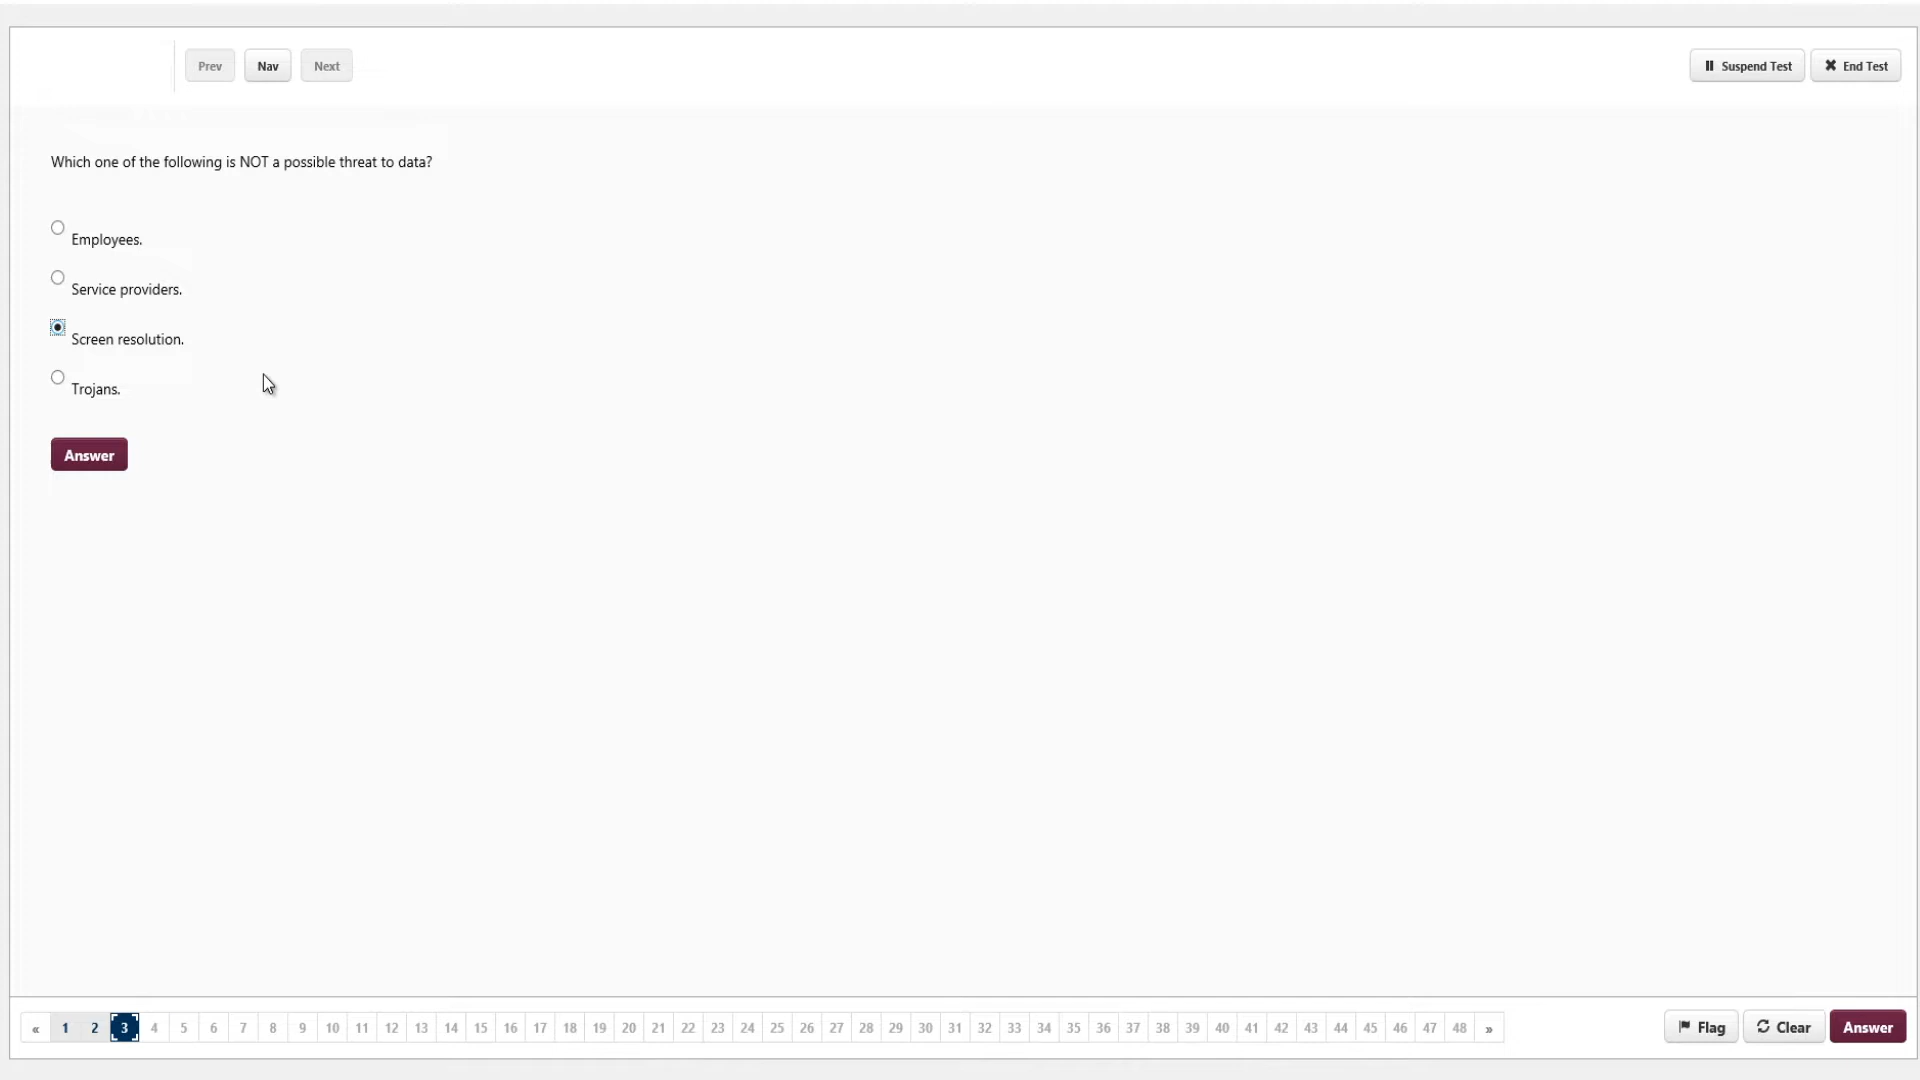 Prev Nav Next Suspend Test End Test
Which one of the following is NOT a possible threat to data?
Employees.
Service providers.
Screen resolution.
Trojans.
Answer
« 1 2 3 4 5 6 7 8 9 10 11 12 13 14 15 16 17 18 19 20 21 22 23 24 25 26 27 28 29 30 31 32 33 34 35 36 37 38 39 40 41 42 43 44 45 46 47 48 » Flag Clear Answer